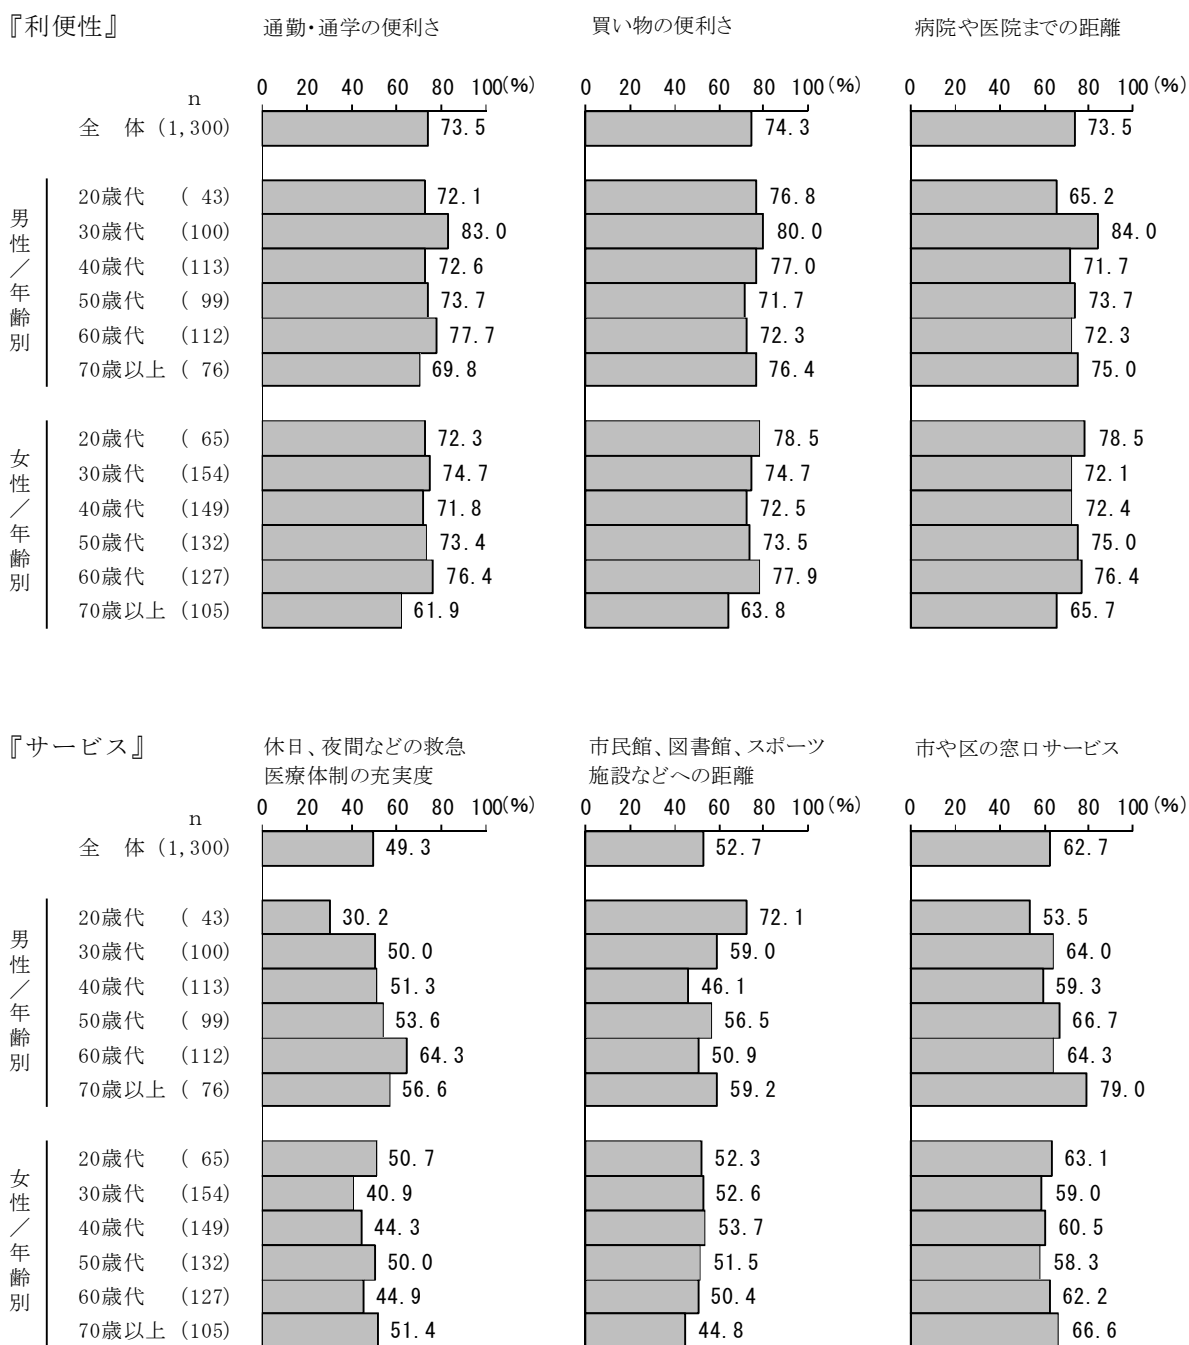 『利便性』 通勤・通学の便利さ 買い物の便利さ 病院や医院までの距離
0 20 40 60 80 100(%) 0 20 40 60 80 100(%) 0 20 40 60 80 100(%)
n
全 体 (1,300) 73.5 74.3 73.5
男性/年齢別
20歳代 ( 43) 72.1 76.8 65.2
30歳代 (100) 83.0 80.0 84.0
40歳代 (113) 72.6 77.0 71.7
50歳代 ( 99) 73.7 71.7 73.7
60歳代 (112) 77.7 72.3 72.3
70歳以上 ( 76) 69.8 76.4 75.0
女性/年齢別
20歳代 ( 65) 72.3 78.5 78.5
30歳代 (154) 74.7 74.7 72.1
40歳代 (149) 71.8 72.5 72.4
50歳代 (132) 73.4 73.5 75.0
60歳代 (127) 76.4 77.9 76.4
70歳以上 (105) 61.9 63.8 65.7
『サービス』 休日、夜間などの救急 市民館、図書館、スポーツ 市や区の窓口サービス
医療体制の充実度 施設などへの距離
0 20 40 60 80 100(%) 0 20 40 60 80 100(%) 0 20 40 60 80 100(%)
n
全 体 (1,300) 49.3 52.7 62.7
男性/年齢別
20歳代 ( 43) 30.2 72.1 53.5
30歳代 (100) 50.0 59.0 64.0
40歳代 (113) 51.3 46.1 59.3
50歳代 ( 99) 53.6 56.5 66.7
60歳代 (112) 64.3 50.9 64.3
70歳以上 ( 76) 56.6 59.2 79.0
女性/年齢別
20歳代 ( 65) 50.7 52.3 63.1
30歳代 (154) 40.9 52.6 59.0
40歳代 (149) 44.3 53.7 60.5
50歳代 (132) 50.0 51.5 58.3
60歳代 (127) 44.9 50.4 62.2
70歳以上 (105) 51.4 44.8 66.6